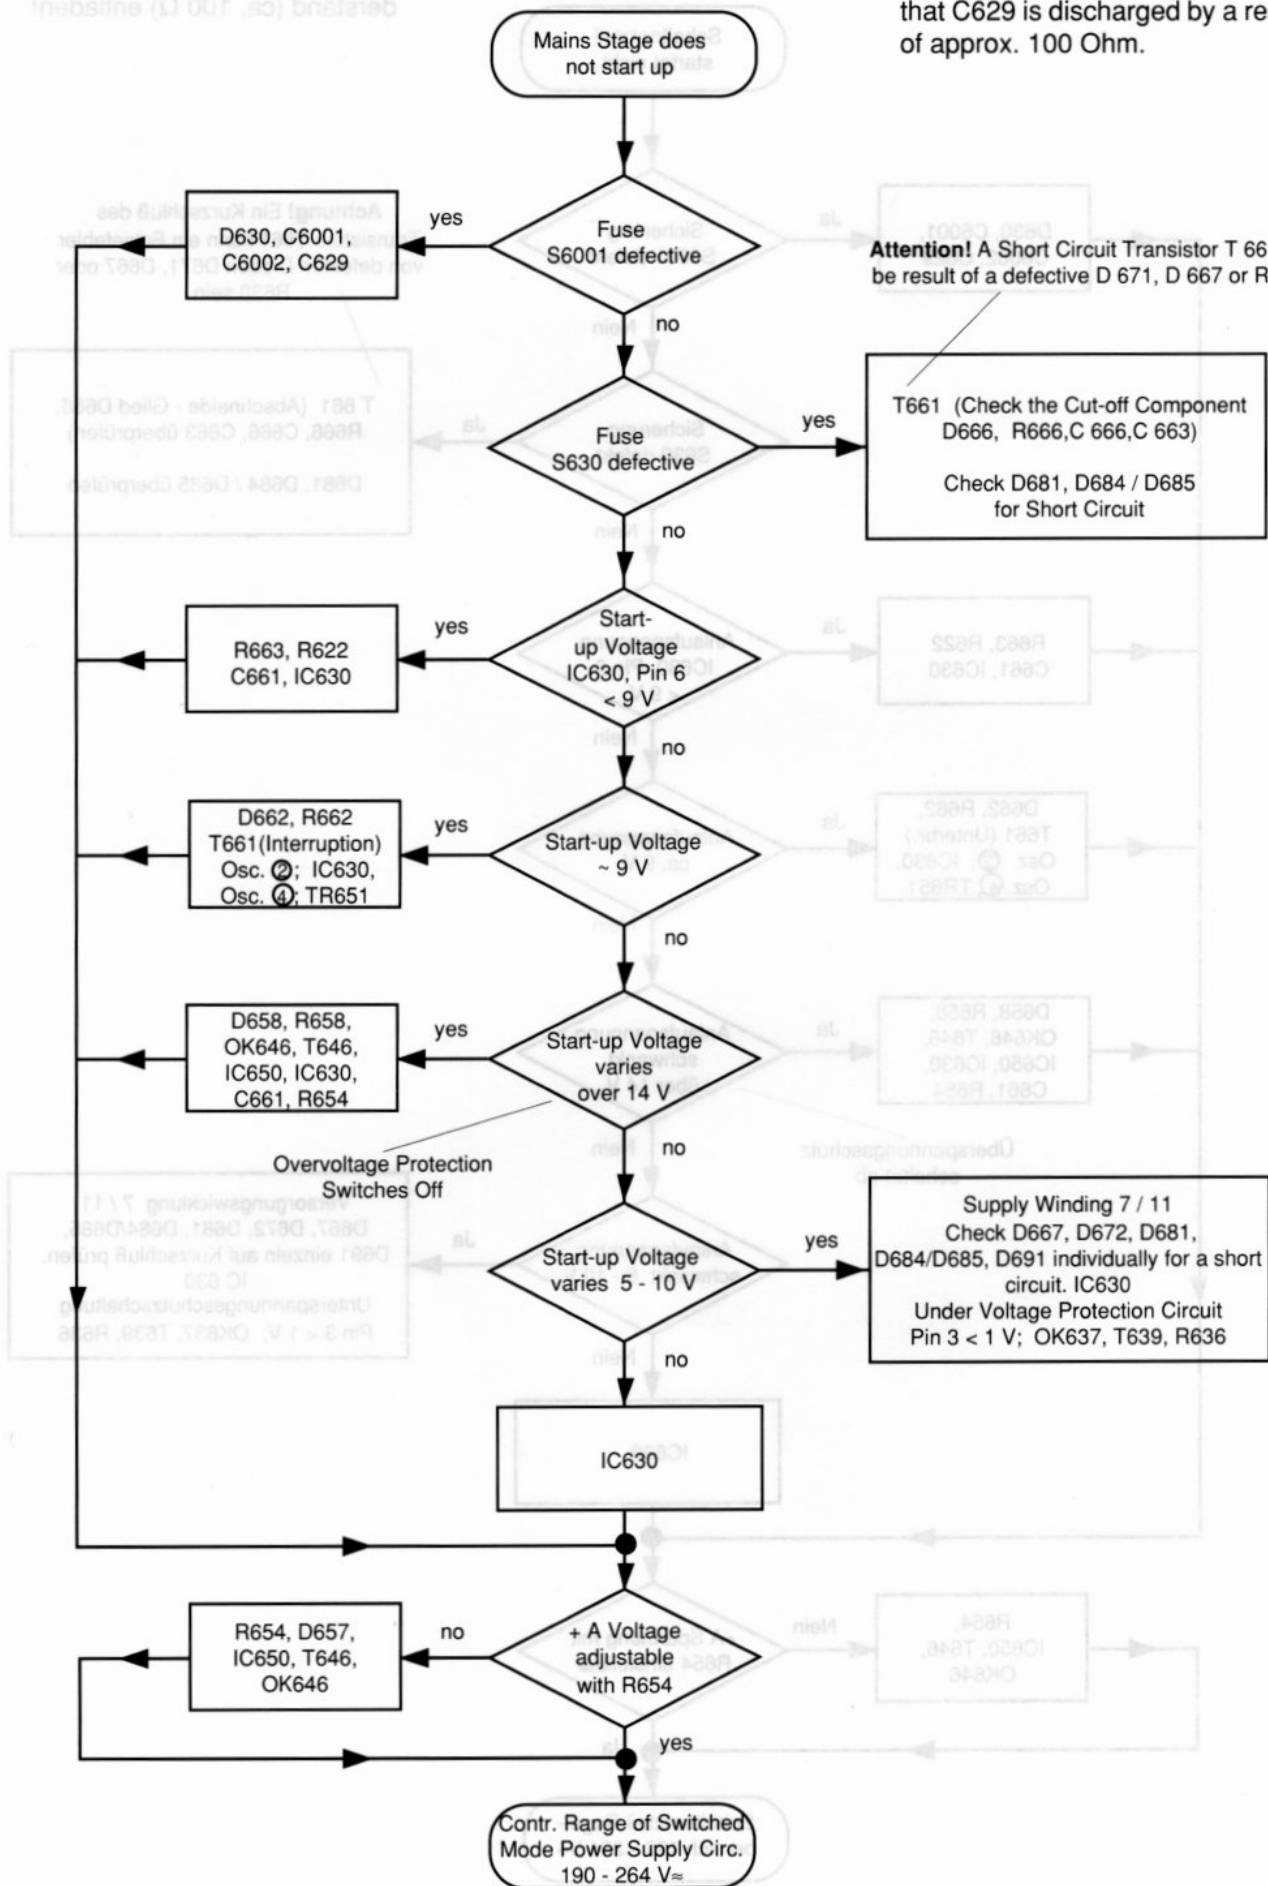 derstand (ca. 100 Ω) entladen!
that C629 is discharged by a re
of approx. 100 Ohm.
Mains Stage does
not start up
D630, C6001,
C6002, C629
yes
Fuse
S6001 defective
no
Attention! A Short Circuit Transistor T 66
be result of a defective D 671, D 667 or R
Fuse
S630 defective
yes
T661 (Check the Cut-off Component
D666, R666,C 666,C 663)
Check D681, D684 / D685
for Short Circuit
no
R663, R622
C661, IC630
yes
Start-
up Voltage
IC630, Pin 6
< 9 V
no
D662, R662
T661(Interruption)
Osc. ②; IC630,
Osc. ④; TR651
yes
Start-up Voltage
~ 9 V
no
D658, R658,
OK646, T646,
IC650, IC630,
C661, R654
yes
Start-up Voltage
varies
over 14 V
Overvoltage Protection
Switches Off
no
Start-up Voltage
varies 5 - 10 V
yes
Supply Winding 7 / 11
Check D667, D672, D681,
D684/D685, D691 individually for a short
circuit. IC630
Under Voltage Protection Circuit
Pin 3 < 1 V; OK637, T639, R636
no
IC630
R654, D657,
IC650, T646,
OK646
no
+ A Voltage
adjustable
with R654
yes
Contr. Range of Switched
Mode Power Supply Circ.
190 - 264 V≈